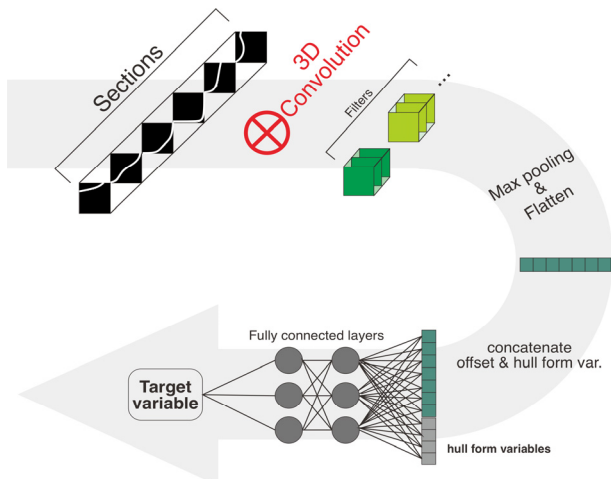 Sections
3D
Convolution
Filters
...
Max pooling
&
Flatten
concatenate
offset & hull form var.
Fully connected layers
Target
variable
hull form variables